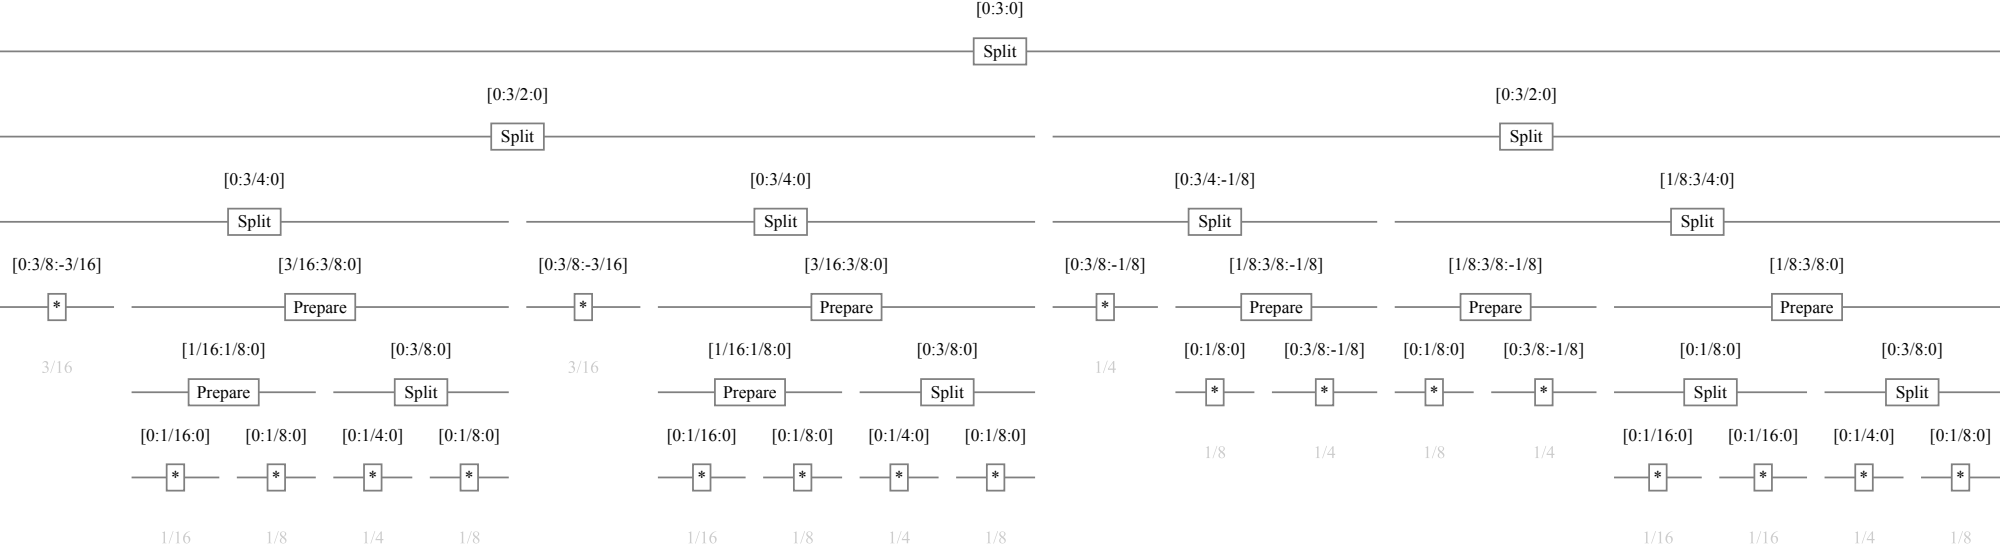 [0:3:0]
Split
[0:3/2:0] [0:3/2:0]
Split Split
[0:3/4:0] [0:3/4:0] [0:3/4:-1/8] [1/8:3/4:0]
Split Split Split Split
[0:3/8:-3/16] [3/16:3/8:0] [0:3/8:-3/16] [3/16:3/8:0] [0:3/8:-1/8] [1/8:3/8:-1/8] [1/8:3/8:-1/8] [1/8:3/8:0]
* Prepare * Prepare * Prepare Prepare Prepare
[1/16:1/8:0] [0:3/8:0] [1/16:1/8:0] [0:3/8:0] [0:1/8:0] [0:3/8:-1/8] [0:1/8:0] [0:3/8:-1/8] [0:1/8:0] [0:3/8:0]
3/16 3/16 1/4
Prepare Split Prepare Split * * * * Split Split
[0:1/16:0] [0:1/8:0] [0:1/4:0] [0:1/8:0] [0:1/16:0] [0:1/8:0] [0:1/4:0] [0:1/8:0] [0:1/16:0] [0:1/16:0] [0:1/4:0] [0:1/8:0]
1/8 1/4 1/8 1/4
* * * * * * * * * * * *
1/16 1/8 1/4 1/8 1/16 1/8 1/4 1/8 1/16 1/16 1/4 1/8